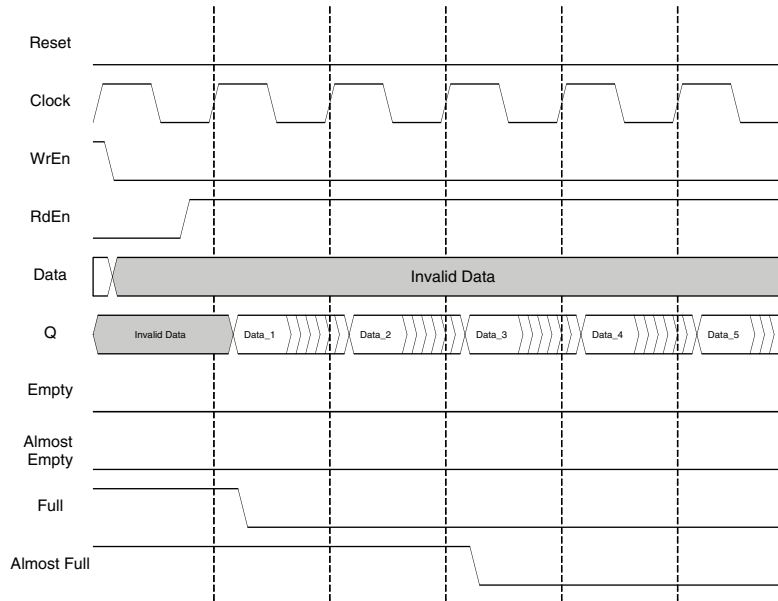 Reset
Clock
WrEn
RdEn
Data
Invalid Data
Q
Invalid Data
Data_1
Data_2
Data_3
Data_4
Data_5
Empty
Almost
Empty
Full
Almost Full